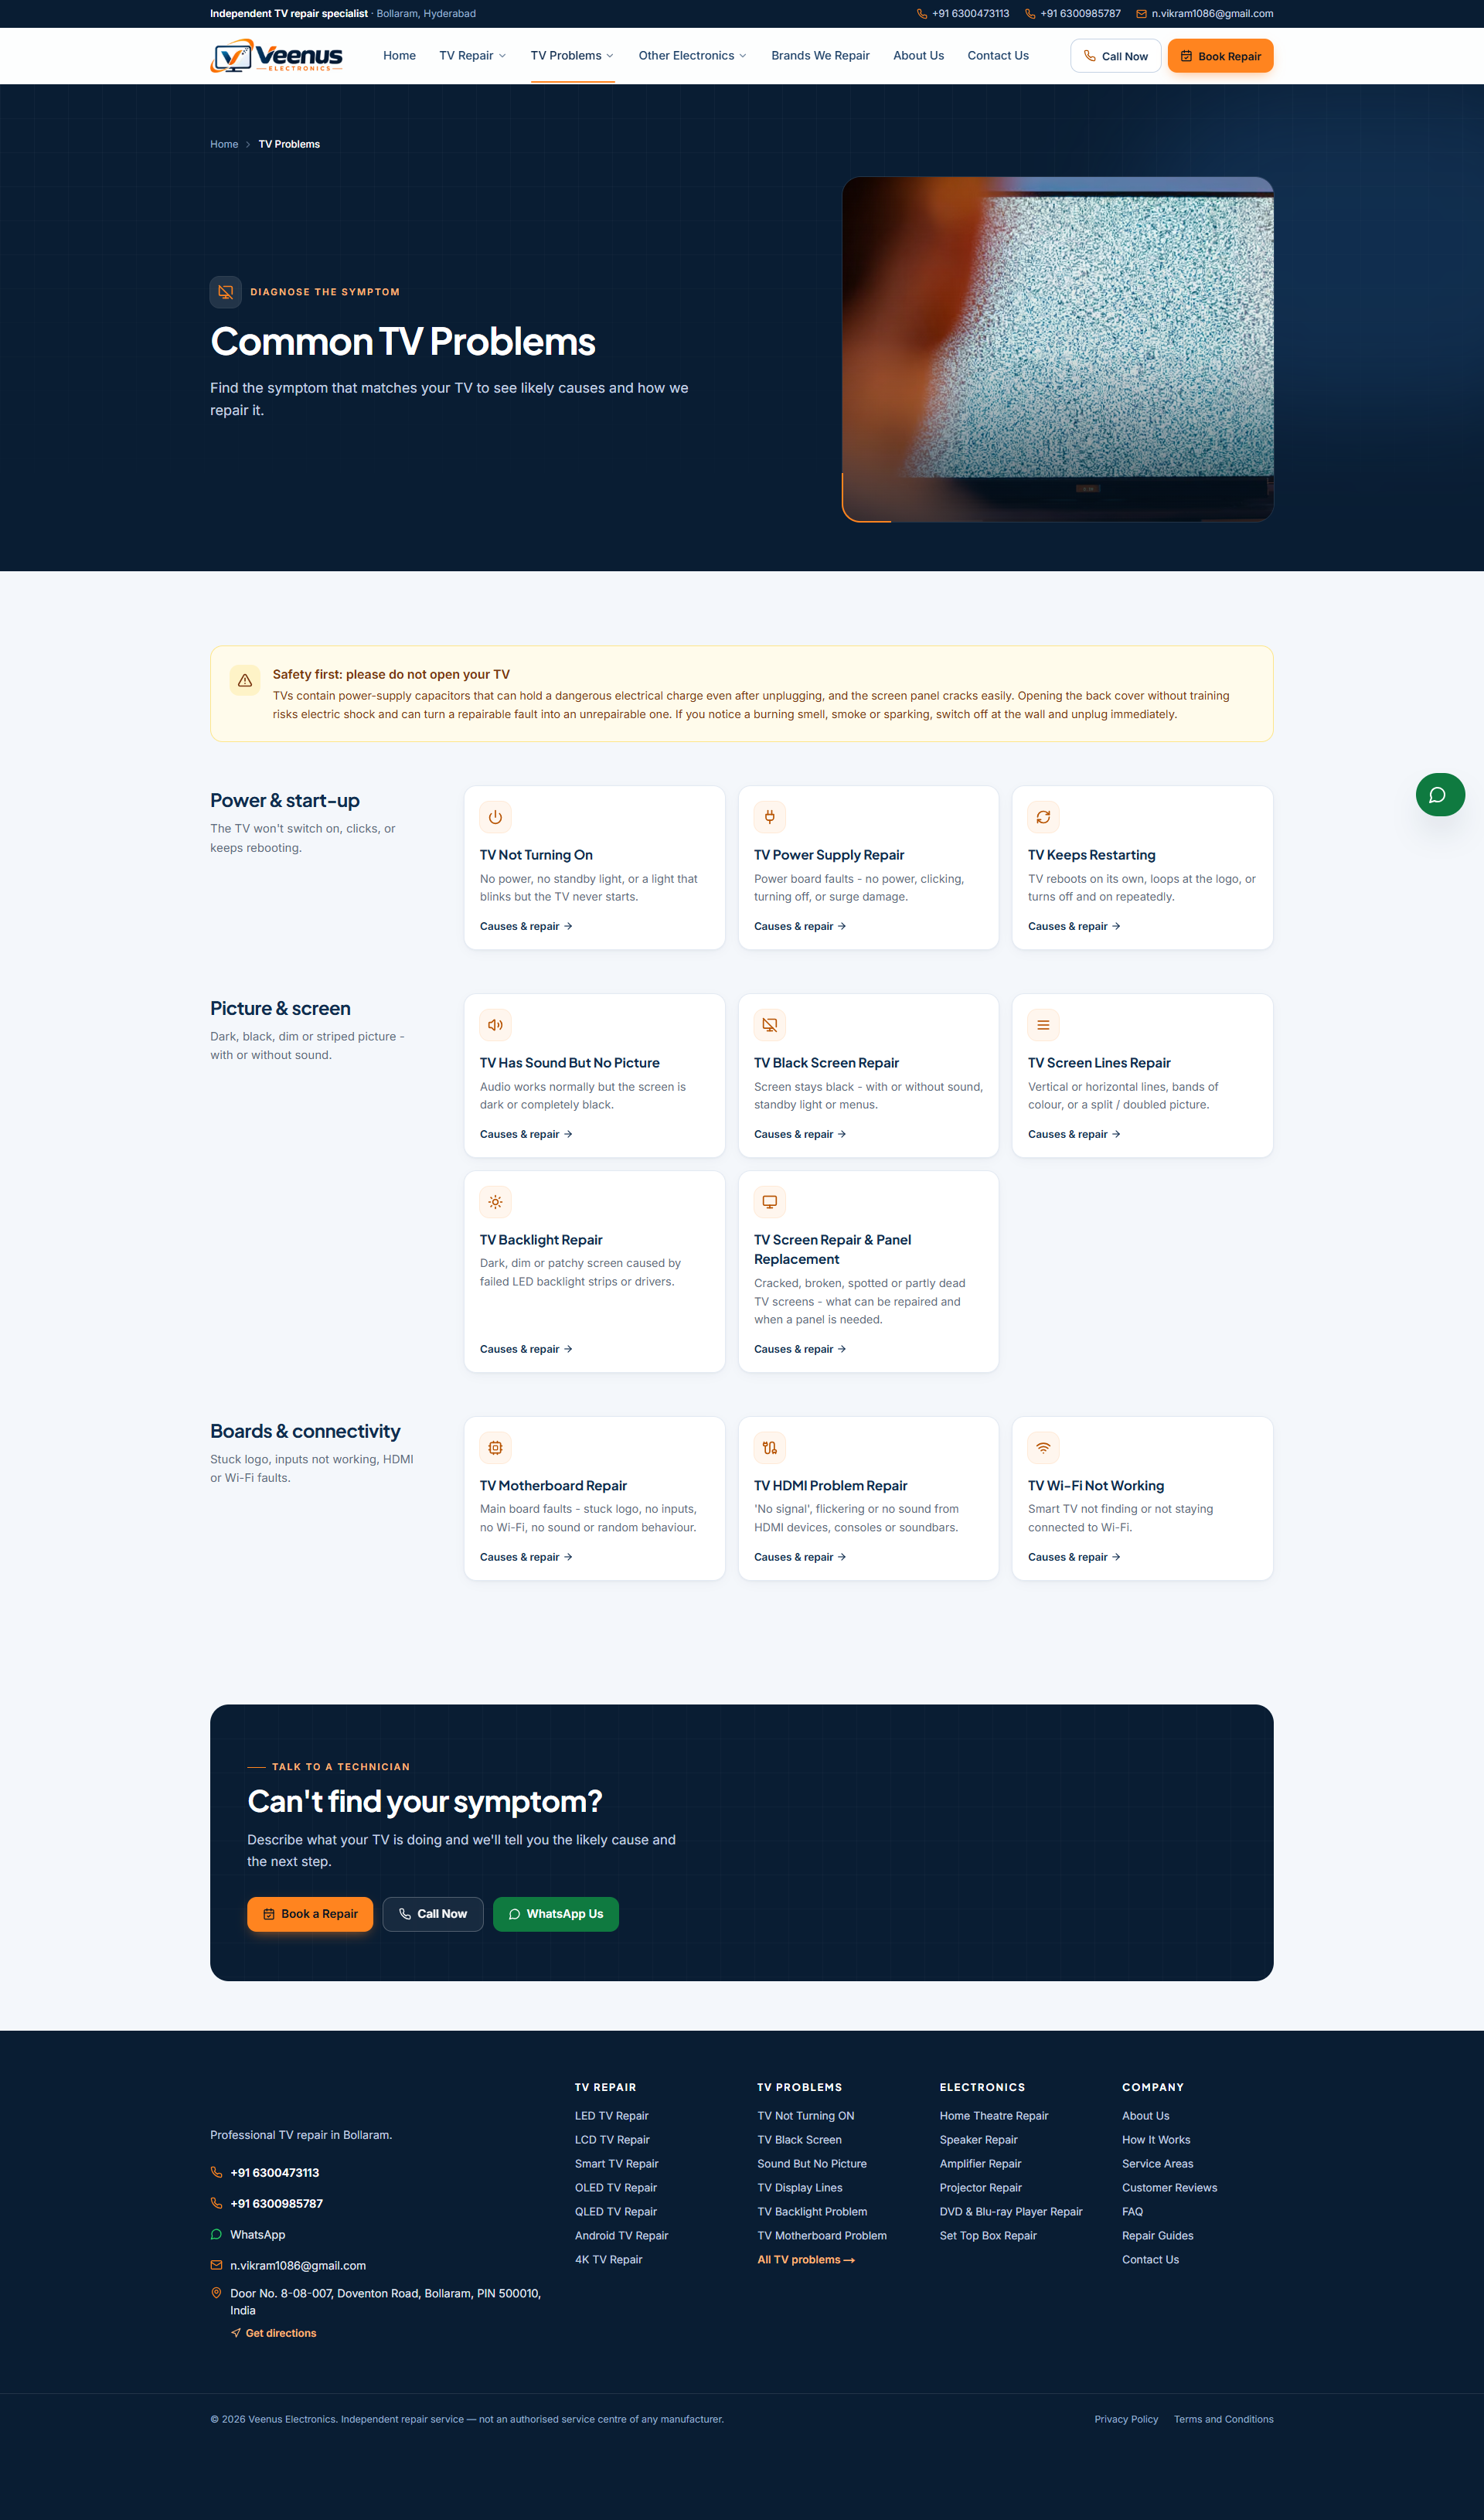 Independent TV repair specialist · Bollaram, Hyderabad
+91 6300473113
+91 6300985787
n.vikram1086@gmail.com
Veenus
ELECTRONICS
Home
TV Repair
TV Problems
Other Electronics
Brands We Repair
About Us
Contact Us
Call Now
Book Repair
Home
TV Problems
DIAGNOSE THE SYMPTOM
Common TV Problems
Find the symptom that matches your TV to see likely causes and how we
repair it.
Safety first: please do not open your TV
TVs contain power-supply capacitors that can hold a dangerous electrical charge even after unplugging, and the screen panel cracks easily. Opening the back cover without training
risks electric shock and can turn a repairable fault into an unrepairable one. If you notice a burning smell, smoke or sparking, switch off at the wall and unplug immediately.
Power & start-up
The TV won't switch on, clicks, or
keeps rebooting.
TV Not Turning On
No power, no standby light, or a light that
blinks but the TV never starts.
Causes & repair →
TV Power Supply Repair
Power board faults - no power, clicking,
turning off, or surge damage.
Causes & repair →
TV Keeps Restarting
TV reboots on its own, loops at the logo, or
turns off and on repeatedly.
Causes & repair →
Picture & screen
Dark, black, dim or striped picture -
with or without sound.
TV Has Sound But No Picture
Audio works normally but the screen is
dark or completely black.
Causes & repair →
TV Black Screen Repair
Screen stays black - with or without sound,
standby light or menus.
Causes & repair →
TV Screen Lines Repair
Vertical or horizontal lines, bands of
colour, or a split / doubled picture.
Causes & repair →
TV Backlight Repair
Dark, dim or patchy screen caused by
failed LED backlight strips or drivers.
Causes & repair →
TV Screen Repair & Panel
Replacement
Cracked, broken, spotted or partly dead
TV screens - what can be repaired and
when a panel is needed.
Causes & repair →
Boards & connectivity
Stuck logo, inputs not working, HDMI
or Wi-Fi faults.
TV Motherboard Repair
Main board faults - stuck logo, no inputs,
no Wi-Fi, no sound or random behaviour.
Causes & repair →
TV HDMI Problem Repair
'No signal', flickering or no sound from
HDMI devices, consoles or soundbars.
Causes & repair →
TV Wi-Fi Not Working
Smart TV not finding or not staying
connected to Wi-Fi.
Causes & repair →
TALK TO A TECHNICIAN
Can't find your symptom?
Describe what your TV is doing and we'll tell you the likely cause and
the next step.
Book a Repair
Call Now
WhatsApp Us
Professional TV repair in Bollaram.
+91 6300473113
+91 6300985787
WhatsApp
n.vikram1086@gmail.com
Door No. 8-08-007, Doventon Road, Bollaram, PIN 500010,
India
Get directions
TV REPAIR
LED TV Repair
LCD TV Repair
Smart TV Repair
OLED TV Repair
QLED TV Repair
Android TV Repair
4K TV Repair
TV PROBLEMS
TV Not Turning ON
TV Black Screen
Sound But No Picture
TV Display Lines
TV Backlight Problem
TV Motherboard Problem
All TV problems →
ELECTRONICS
Home Theatre Repair
Speaker Repair
Amplifier Repair
Projector Repair
DVD & Blu-ray Player Repair
Set Top Box Repair
COMPANY
About Us
How It Works
Service Areas
Customer Reviews
FAQ
Repair Guides
Contact Us
© 2026 Veenus Electronics. Independent repair service — not an authorised service centre of any manufacturer.
Privacy Policy
Terms and Conditions